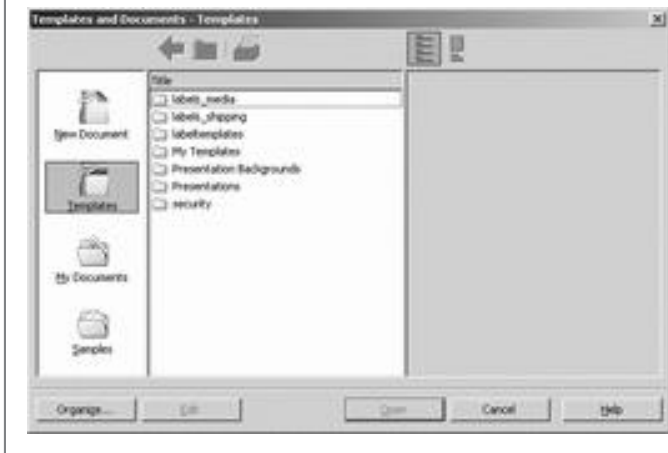 Templates and Documents - Templates
Title
labels_media
labels_shipping
labeltemplates
My Templates
Presentation Backgrounds
Presentations
security
New Document
Templates
My Documents
Samples
Organize...
Edit
Open
Cancel
Help